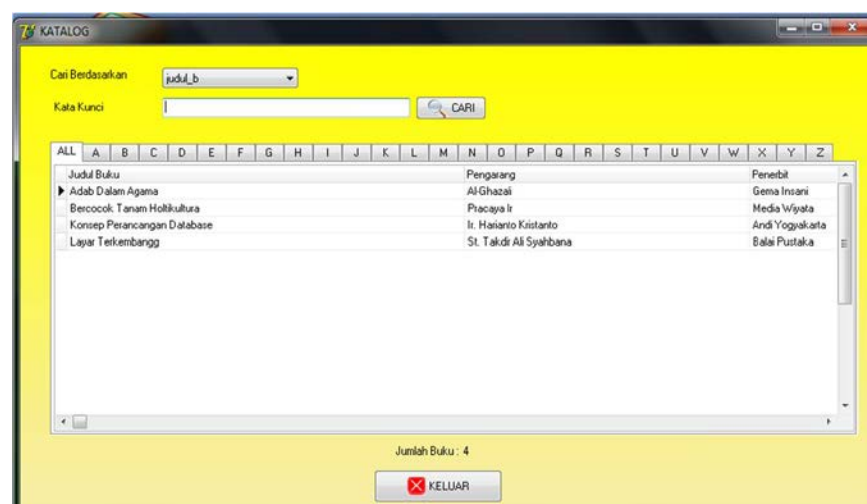 KATALOG
Cari Berdasarkan judul_b
Kata Kunci CARI
ALL A B C D E F G H I J K L M N O P Q R S T U V W X Y Z
Judul Buku Pengarang Penerbit
Adab Dalam Agama Al-Ghazali Gema Insani
Bercocok Tanam Holtikultura Pracaya Ir Media Wiyata
Konsep Perancangan Database Ir. Harianto Kristanto Andi Yogyakarta
Layar Terkembangg St. Takdir Ali Syahbana Balai Pustaka
Jumlah Buku : 4
KELUAR